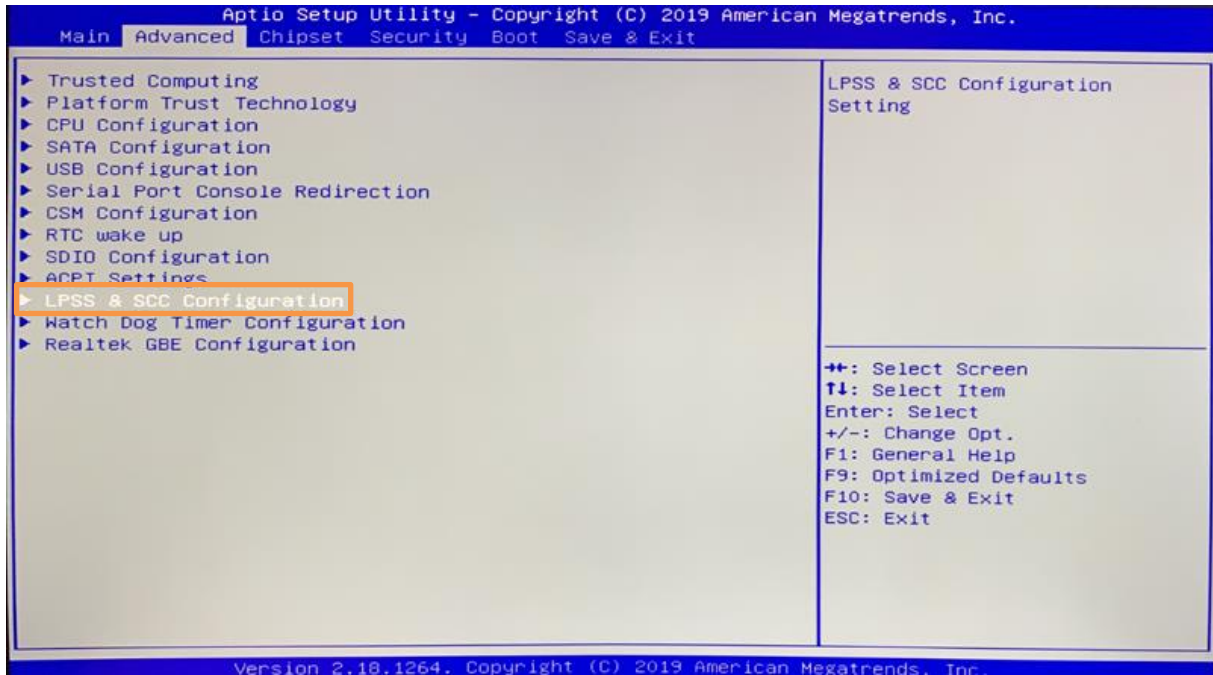 Aptio Setup Utility – Copyright (C) 2019 American Megatrends, Inc.
Main Advanced Chipset Security Boot Save & Exit
▶ Trusted Computing
▶ Platform Trust Technology
▶ CPU Configuration
▶ SATA Configuration
▶ USB Configuration
▶ Serial Port Console Redirection
▶ CSM Configuration
▶ RTC wake up
▶ SDIO Configuration
▶ ACPI Settings
▶ LPSS & SCC Configuration
▶ Watch Dog Timer Configuration
▶ Realtek GBE Configuration
LPSS & SCC Configuration
Setting
→←: Select Screen
↑↓: Select Item
Enter: Select
+/-: Change Opt.
F1: General Help
F9: Optimized Defaults
F10: Save & Exit
ESC: Exit
Version 2.18.1264. Copyright (C) 2019 American Megatrends, Inc.